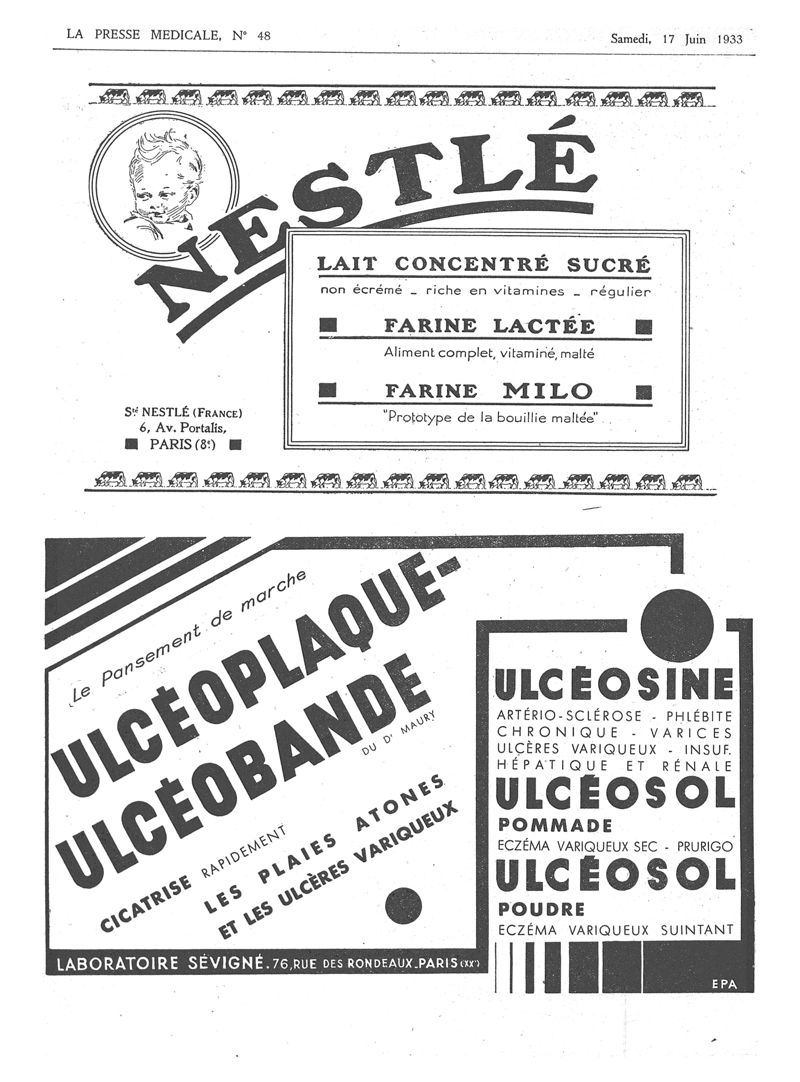 LA PRESSE MEDICALE, N° 48
Samedi, 17 Juin 1933
NESTLÉ
LAIT CONCENTRÉ SUCRÉ
non écrémé _ riche en vitamines _ régulier
FARINE LACTÉE
Aliment complet, vitaminé, malté
FARINE MILO
"Prototype de la bouillie maltée"
Sté NESTLÉ (FRANCE)
6, Av. Portalis,
PARIS (8e)
Le Pansement de marche
ULCÉOPLAQUE-
ULCÉOBANDE
DU Dr MAURY
CICATRISE RAPIDEMENT
LES PLAIES ATONES
ET LES ULCÈRES VARIQUEUX
LABORATOIRE SÉVIGNÉ. 76, RUE DES RONDEAUX_PARIS (XXe)
ULCÉOSINE
ARTÉRIO-SCLÉROSE - PHLÉBITE
CHRONIQUE - VARICES
ULCÈRES VARIQUEUX - INSUF.
HÉPATIQUE ET RÉNALE
ULCÉOSOL
POMMADE
ECZÉMA VARIQUEUX SEC - PRURIGO
ULCÉOSOL
POUDRE
ECZÉMA VARIQUEUX SUINTANT
EPA